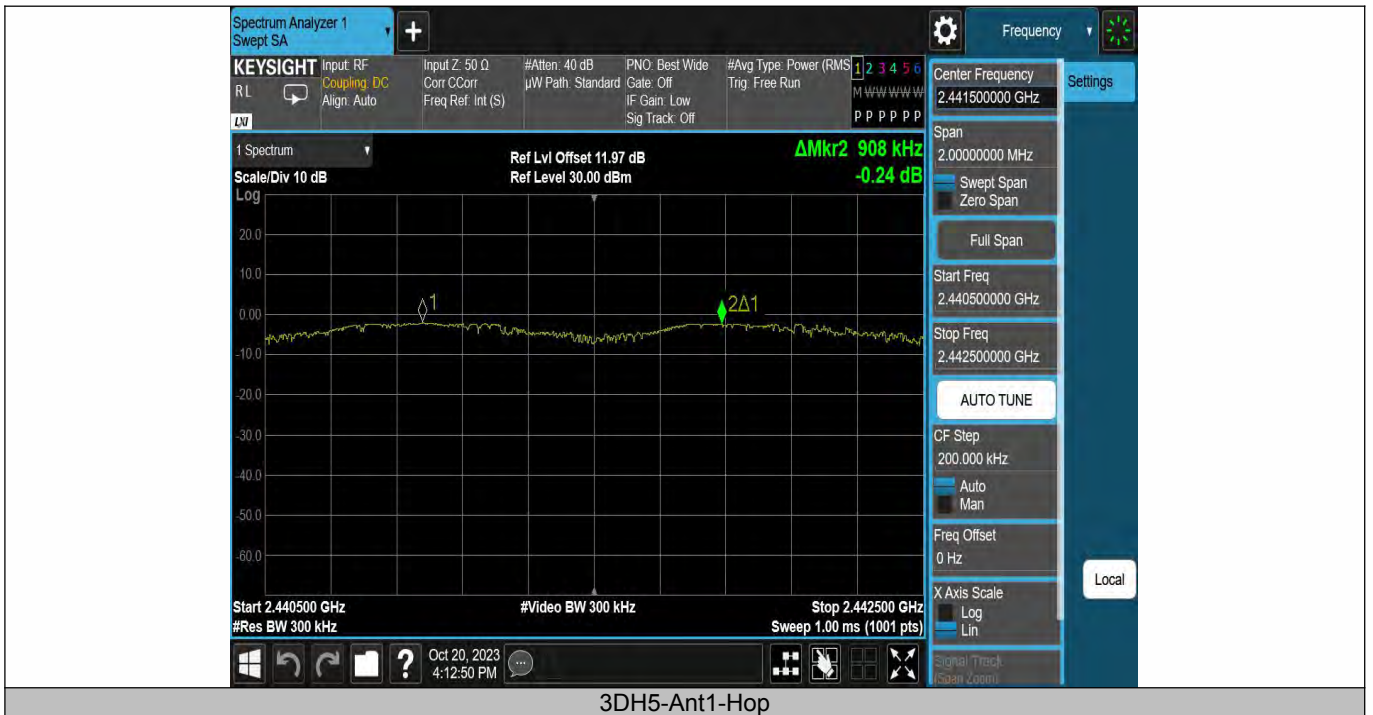 Spectrum Analyzer 1
Swept SA
+
Frequency
KEYSIGHT
RL
LXI
Input: RF
Coupling: DC
Align: Auto
Input Z: 50 Ω
Corr CCorr
Freq Ref: Int (S)
#Atten: 40 dB
µW Path: Standard
PNO: Best Wide
Gate: Off
IF Gain: Low
Sig Track: Off
#Avg Type: Power (RMS
Trig: Free Run
1 2 3 4 5 6
M W W W W W
P P P P P P
1 Spectrum
Scale/Div 10 dB
Log
Ref Lvl Offset 11.97 dB
Ref Level 30.00 dBm
ΔMkr2 908 kHz
-0.24 dB
20.0
10.0
0.00
-10.0
-20.0
-30.0
-40.0
-50.0
-60.0
1
2Δ1
Start 2.440500 GHz
#Res BW 300 kHz
#Video BW 300 kHz
Stop 2.442500 GHz
Sweep 1.00 ms (1001 pts)
Center Frequency
2.441500000 GHz
Settings
Span
2.00000000 MHz
Swept Span
Zero Span
Full Span
Start Freq
2.440500000 GHz
Stop Freq
2.442500000 GHz
AUTO TUNE
CF Step
200.000 kHz
Auto
Man
Freq Offset
0 Hz
X Axis Scale
Log
Lin
Signal Track
(Span Zoom)
Local
?
Oct 20, 2023
4:12:50 PM
3DH5-Ant1-Hop